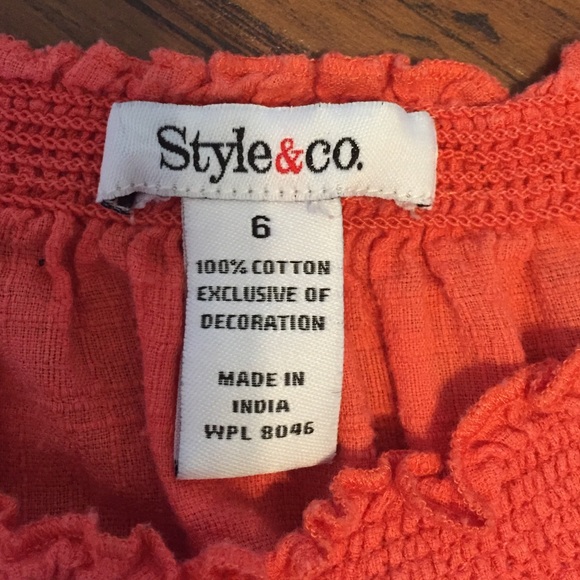 Style&co.
6
100% COTTON
EXCLUSIVE OF
DECORATION
MADE IN
INDIA
WPL 8046